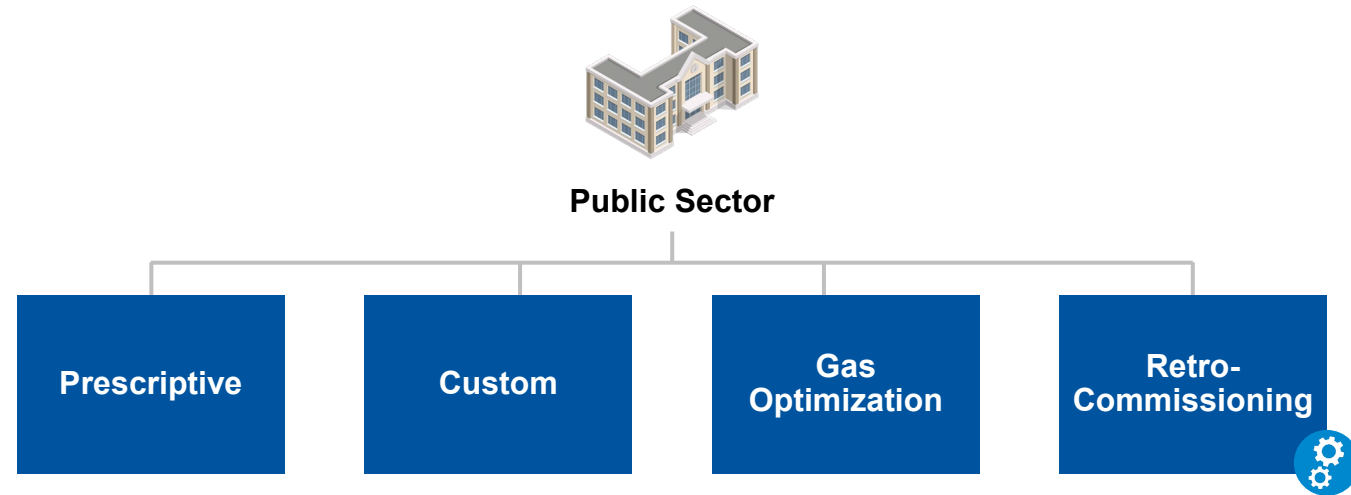 Public Sector
Prescriptive
Custom
Gas
Optimization
Retro-
Commissioning